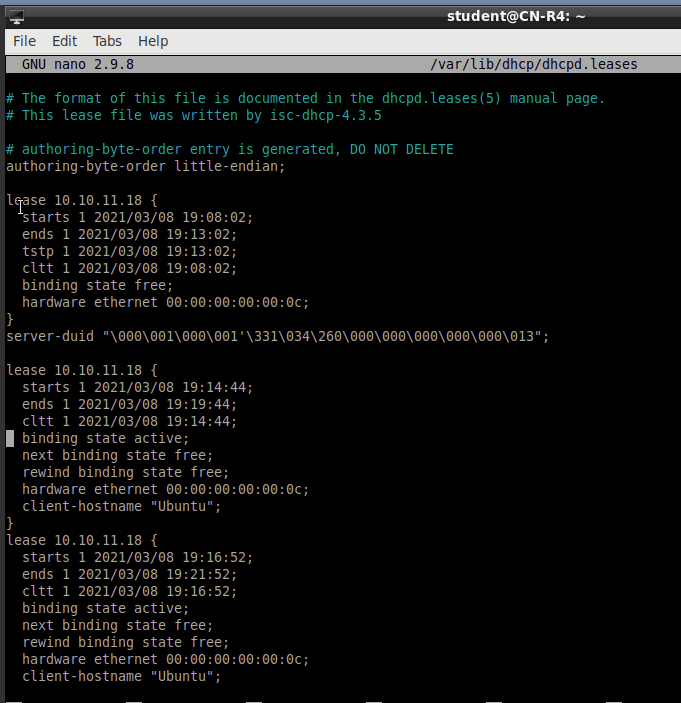 student@CN-R4: ~
File Edit Tabs Help
GNU nano 2.9.8 /var/lib/dhcp/dhcpd.leases
# The format of this file is documented in the dhcpd.leases(5) manual page.
# This lease file was written by isc-dhcp-4.3.5
# authoring-byte-order entry is generated, DO NOT DELETE
authoring-byte-order little-endian;
lease 10.10.11.18 {
starts 1 2021/03/08 19:08:02;
ends 1 2021/03/08 19:13:02;
tstp 1 2021/03/08 19:13:02;
cltt 1 2021/03/08 19:08:02;
binding state free;
hardware ethernet 00:00:00:00:00:0c;
}
server-duid "\000\001\000\001'\331\034\260\000\000\000\000\000\013";
lease 10.10.11.18 {
starts 1 2021/03/08 19:14:44;
ends 1 2021/03/08 19:19:44;
cltt 1 2021/03/08 19:14:44;
binding state active;
next binding state free;
rewind binding state free;
hardware ethernet 00:00:00:00:00:0c;
client-hostname "Ubuntu";
}
lease 10.10.11.18 {
starts 1 2021/03/08 19:16:52;
ends 1 2021/03/08 19:21:52;
cltt 1 2021/03/08 19:16:52;
binding state active;
next binding state free;
rewind binding state free;
hardware ethernet 00:00:00:00:00:0c;
client-hostname "Ubuntu";